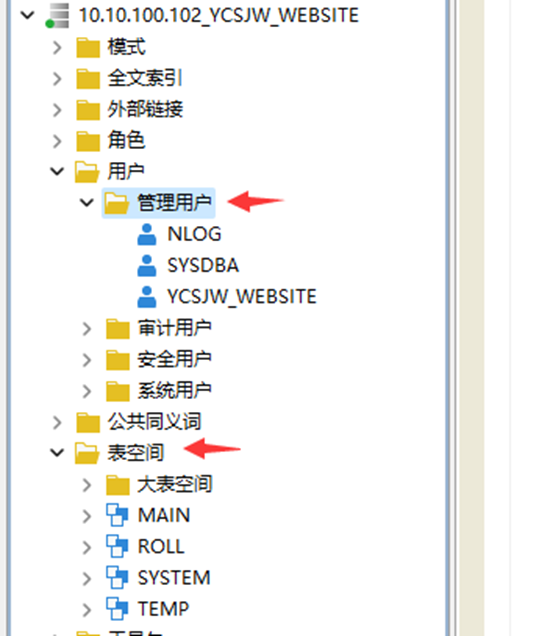 10.10.100.102_YCSJW_WEBSITE
模式
全文索引
外部链接
角色
用户
管理用户
NLOG
SYSDBA
YCSJW_WEBSITE
审计用户
安全用户
系统用户
公共同义词
表空间
大表空间
MAIN
ROLL
SYSTEM
TEMP